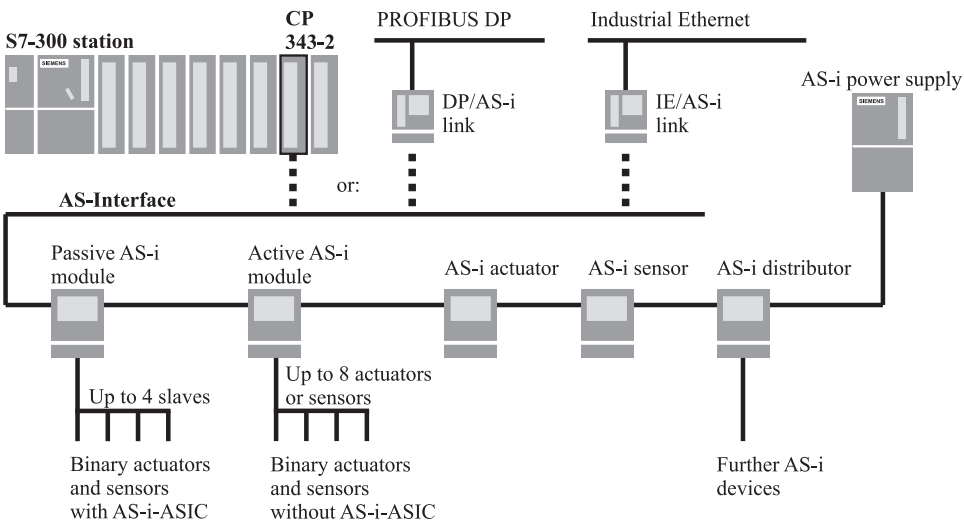 S7-300 station
CP
343-2
PROFIBUS DP
Industrial Ethernet
SIEMENS
DP/AS-i
link
IE/AS-i
link
AS-i power supply
SIEMENS
or:
AS-Interface
Passive AS-i
module
Active AS-i
module
AS-i actuator
AS-i sensor
AS-i distributor
Up to 4 slaves
Up to 8 actuators
or sensors
Binary actuators
and sensors
with AS-i-ASIC
Binary actuators
and sensors
without AS-i-ASIC
Further AS-i
devices